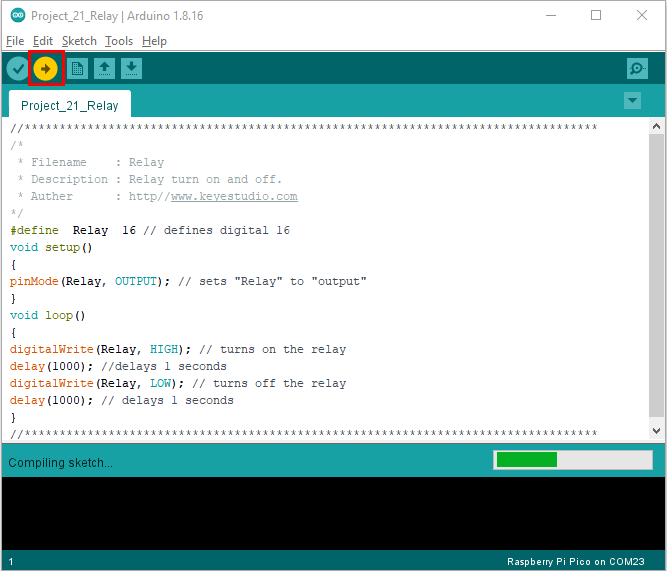 Project_21_Relay | Arduino 1.8.16
File Edit Sketch Tools Help
Project_21_Relay
//**********************************************************************************
/*
 * Filename    : Relay
 * Description : Relay turn on and off.
 * Auther      : http//www.keyestudio.com
*/
#define  Relay  16 // defines digital 16
void setup()
{
pinMode(Relay, OUTPUT); // sets "Relay" to "output"
}
void loop()
{
digitalWrite(Relay, HIGH); // turns on the relay
delay(1000); //delays 1 seconds
digitalWrite(Relay, LOW); // turns off the relay
delay(1000); // delays 1 seconds
}
//**********************************************************************************
Compiling sketch...
1
Raspberry Pi Pico on COM23